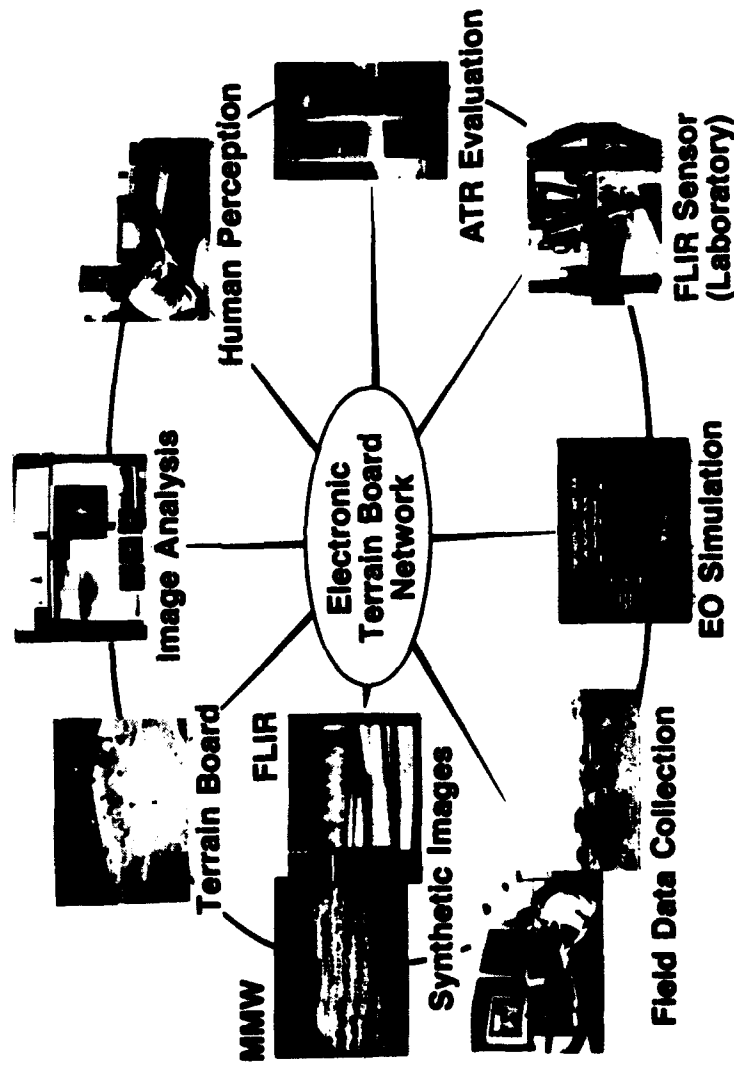 Image Analysis
Terrain Board
Human Perception
MMW
FLIR
Electronic
Terrain Board
Network
Synthetic Images
ATR Evaluation
Field Data Collection
EO Simulation
FLIR Sensor
(Laboratory)